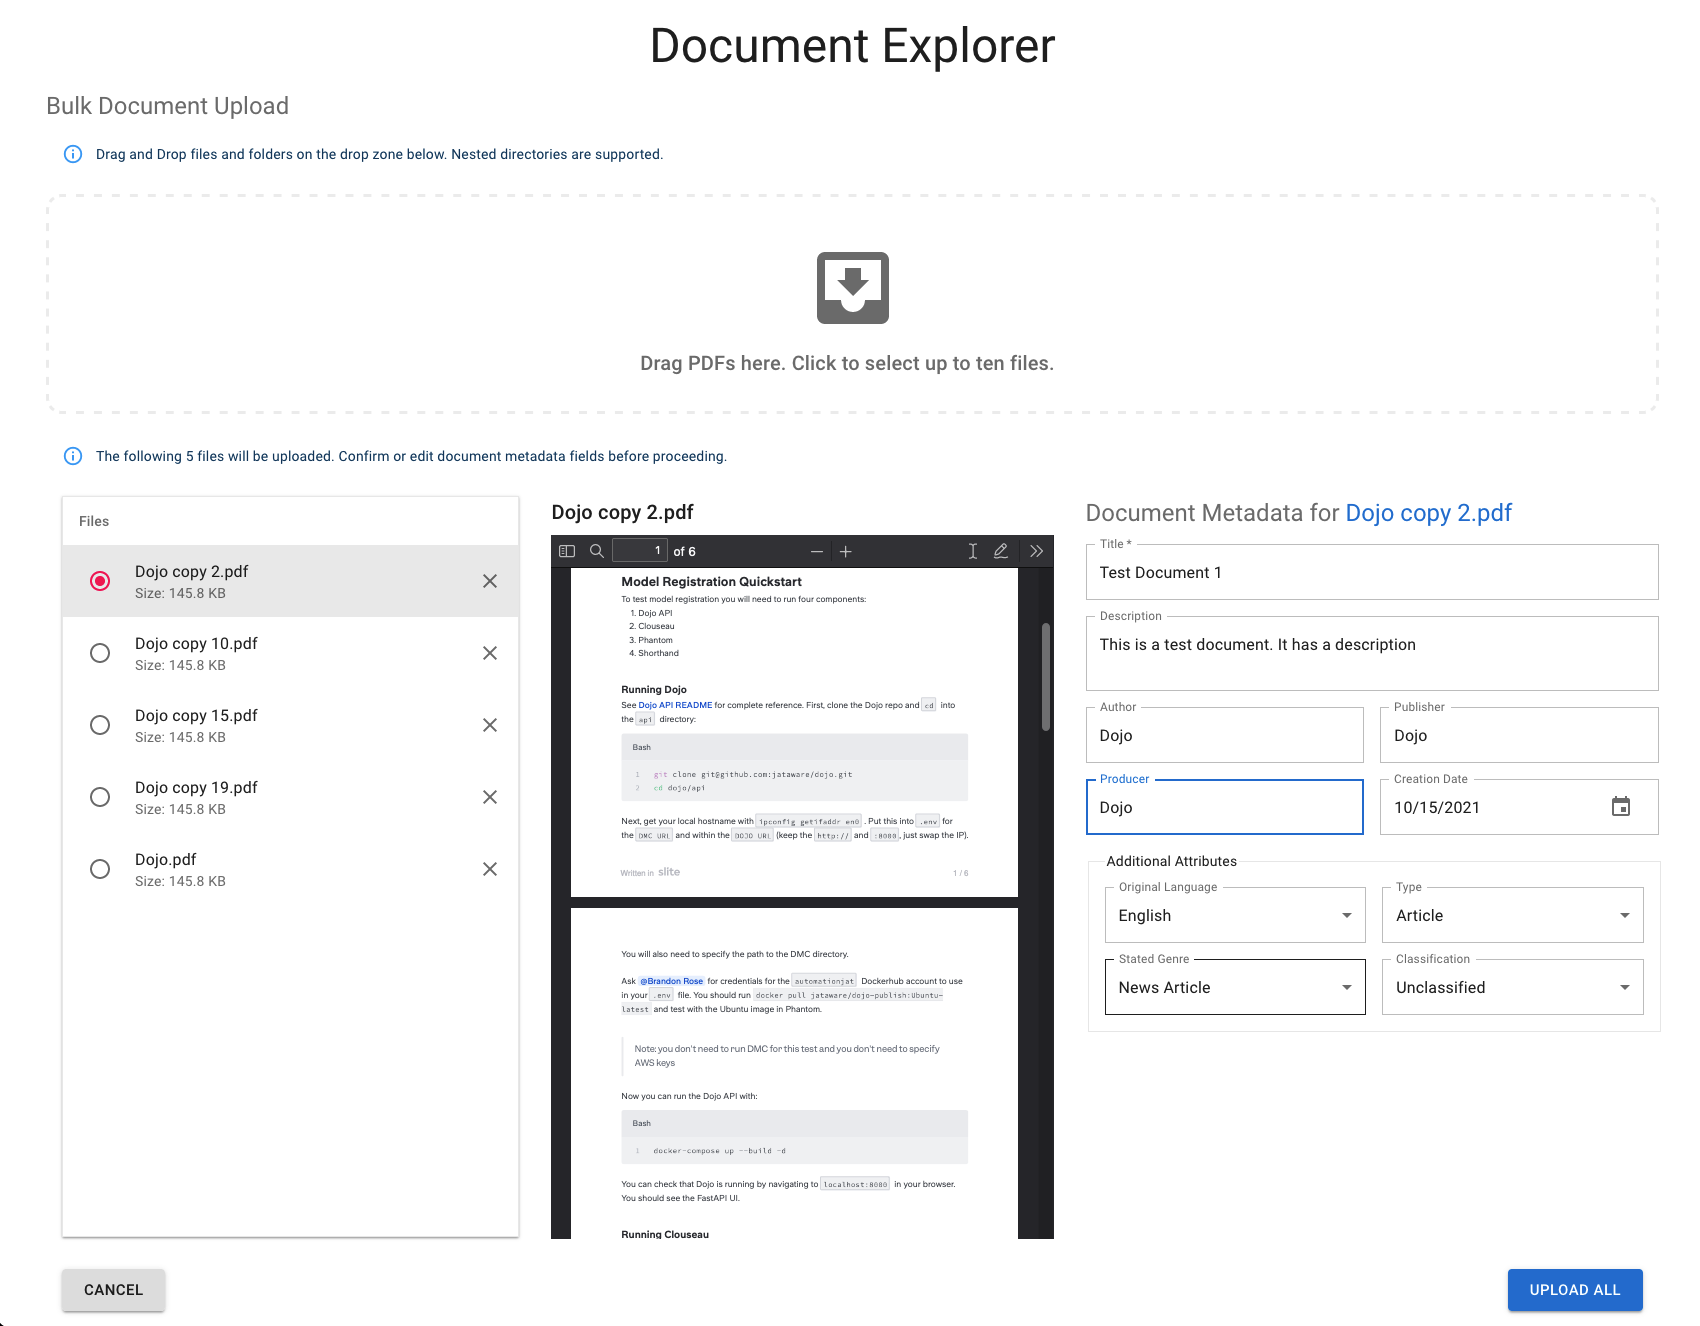 Document Explorer
Bulk Document Upload
Drag and Drop files and folders on the drop zone below. Nested directories are supported.
Drag PDFs here. Click to select up to ten files.
The following 5 files will be uploaded. Confirm or edit document metadata fields before proceeding.
Files
Dojo copy 2.pdf
Size: 145.8 KB
Dojo copy 10.pdf
Size: 145.8 KB
Dojo copy 15.pdf
Size: 145.8 KB
Dojo copy 19.pdf
Size: 145.8 KB
Dojo.pdf
Size: 145.8 KB
Dojo copy 2.pdf
1 of 6
Model Registration Quickstart
To test model registration you will need to run four components:
1. Dojo API
2. Clouseau
3. Phantom
4. Shorthand
Running Dojo
See Dojo API README for complete reference. First, clone the Dojo repo and cd into
the api directory:
Bash
1 git clone git@github.com:jataware/dojo.git
2 cd dojo/api
Next, get your local hostname with ipconfig getifaddr en0 . Put this into .env for
the DMC URL and within the DOJO URL (keep the http:// and :8080, just swap the IP).
Written in slite
1 / 6
You will also need to specify the path to the DMC directory.
Ask @Brandon Rose for credentials for the automationjat Dockerhub account to use
in your .env file. You should run docker pull jataware/dojo-publish:Ubuntu-
latest and test with the Ubuntu image in Phantom.
Note: you don't need to run DMC for this test and you don't need to specify
AWS keys
Now you can run the Dojo API with:
Bash
1 docker-compose up --build -d
You can check that Dojo is running by navigating to localhost:8080 in your browser.
You should see the FastAPI UI.
Running Clouseau
Document Metadata for Dojo copy 2.pdf
Title *
Test Document 1
Description
This is a test document. It has a description
Author
Dojo
Publisher
Dojo
Producer
Dojo
Creation Date
10/15/2021
Additional Attributes
Original Language
English
Type
Article
Stated Genre
News Article
Classification
Unclassified
CANCEL
UPLOAD ALL